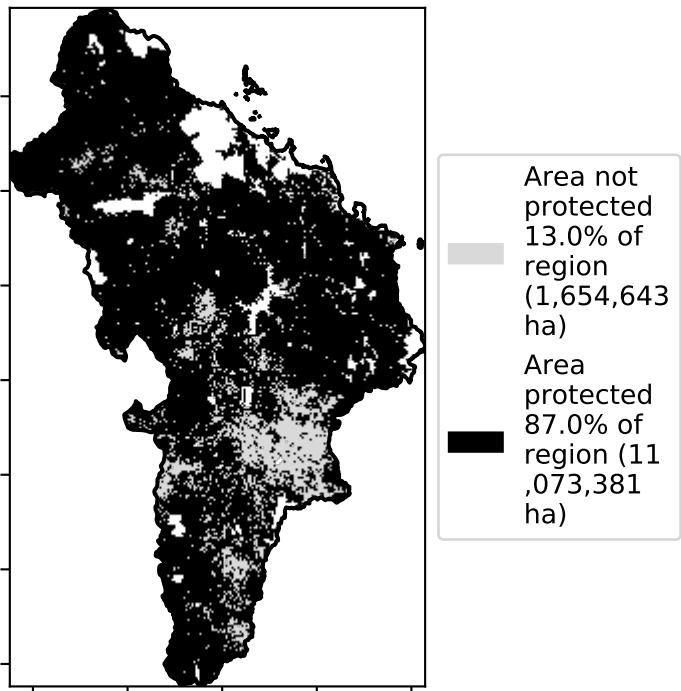 Area not
protected
13.0% of
region
(1,654,643
ha)
Area
protected
87.0% of
region (11
,073,381
ha)